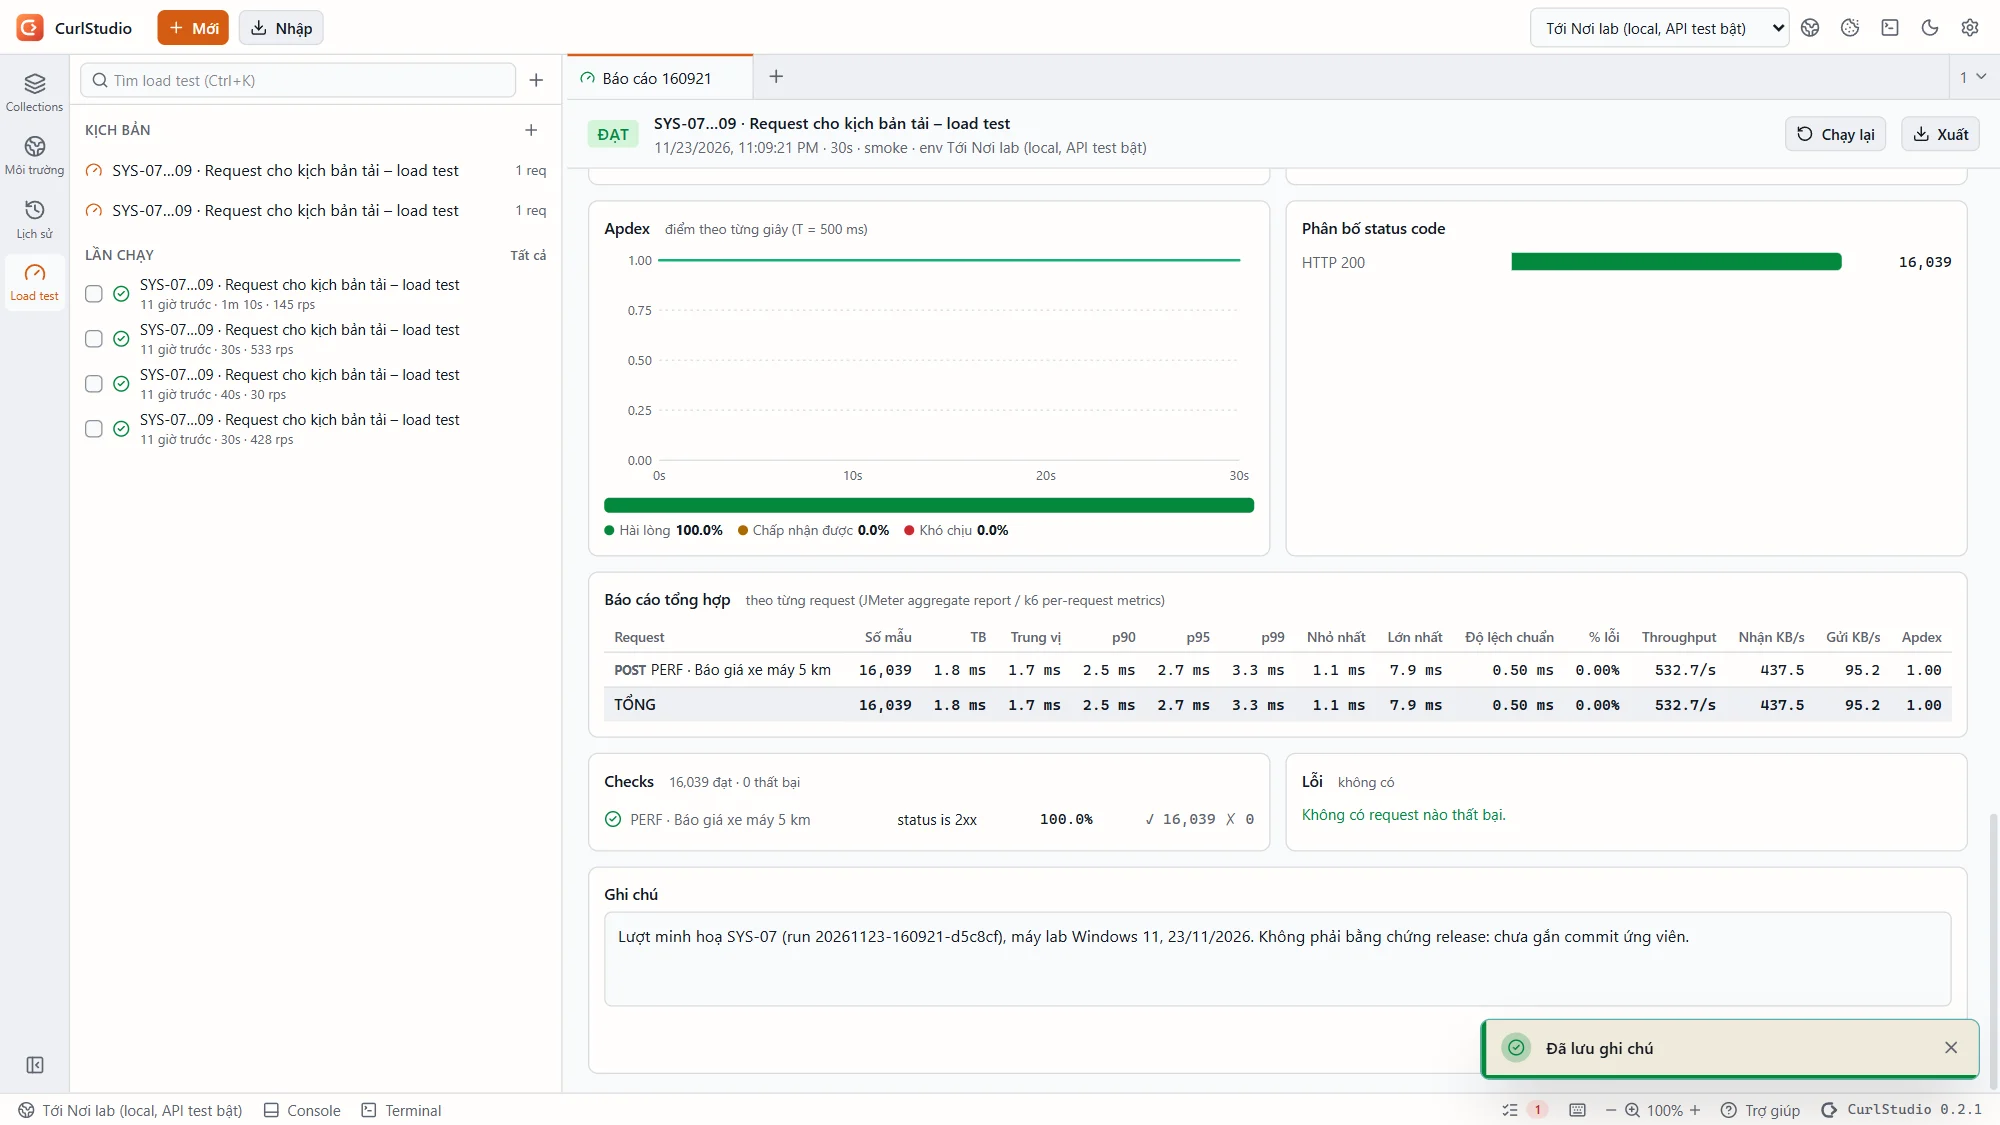 CurlStudio
Mới
Nhập
Tới Nơi lab (local, API test bật)
Collections
Môi trường
Lịch sử
Load test
Tìm load test (Ctrl+K)
KỊCH BẢN
SYS-07...09 · Request cho kịch bản tải – load test 1 req
SYS-07...09 · Request cho kịch bản tải – load test 1 req
LẦN CHẠY Tất cả
SYS-07...09 · Request cho kịch bản tải – load test
11 giờ trước · 1m 10s · 145 rps
SYS-07...09 · Request cho kịch bản tải – load test
11 giờ trước · 30s · 533 rps
SYS-07...09 · Request cho kịch bản tải – load test
11 giờ trước · 40s · 30 rps
SYS-07...09 · Request cho kịch bản tải – load test
11 giờ trước · 30s · 428 rps
Báo cáo 160921
1
ĐẠT
SYS-07...09 · Request cho kịch bản tải – load test
11/23/2026, 11:09:21 PM · 30s · smoke · env Tới Nơi lab (local, API test bật)
Chạy lại
Xuất
Apdex điểm theo từng giây (T = 500 ms)
1.00
0.75
0.50
0.25
0.00
0s 10s 20s 30s
Hài lòng 100.0% Chấp nhận được 0.0% Khó chịu 0.0%
Phân bố status code
HTTP 200 16,039
Báo cáo tổng hợp theo từng request (JMeter aggregate report / k6 per-request metrics)
Request Số mẫu TB Trung vị p90 p95 p99 Nhỏ nhất Lớn nhất Độ lệch chuẩn % lỗi Throughput Nhận KB/s Gửi KB/s Apdex
POST PERF · Báo giá xe máy 5 km 16,039 1.8 ms 1.7 ms 2.5 ms 2.7 ms 3.3 ms 1.1 ms 7.9 ms 0.50 ms 0.00% 532.7/s 437.5 95.2 1.00
TỔNG 16,039 1.8 ms 1.7 ms 2.5 ms 2.7 ms 3.3 ms 1.1 ms 7.9 ms 0.50 ms 0.00% 532.7/s 437.5 95.2 1.00
Checks 16,039 đạt · 0 thất bại
PERF · Báo giá xe máy 5 km status is 2xx 100.0% ✓ 16,039 ✗ 0
Lỗi không có
Không có request nào thất bại.
Ghi chú
Lượt minh hoạ SYS-07 (run 20261123-160921-d5c8cf), máy lab Windows 11, 23/11/2026. Không phải bằng chứng release: chưa gắn commit ứng viên.
Đã lưu ghi chú
Tới Nơi lab (local, API test bật)
Console
Terminal
1
100%
Trợ giúp
CurlStudio 0.2.1